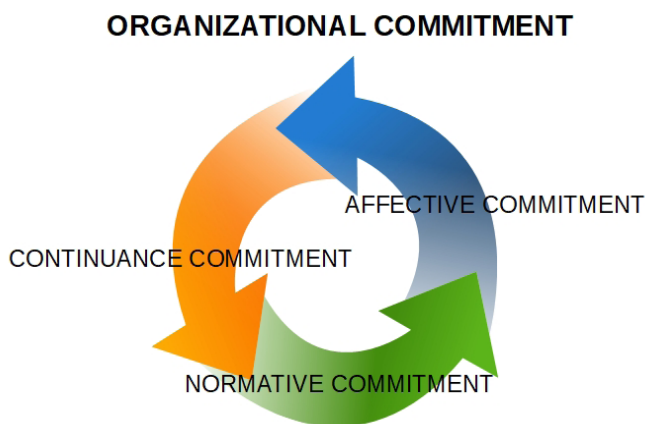 ORGANIZATIONAL COMMITMENT
AFFECTIVE COMMITMENT
CONTINUANCE COMMITMENT
NORMATIVE COMMITMENT